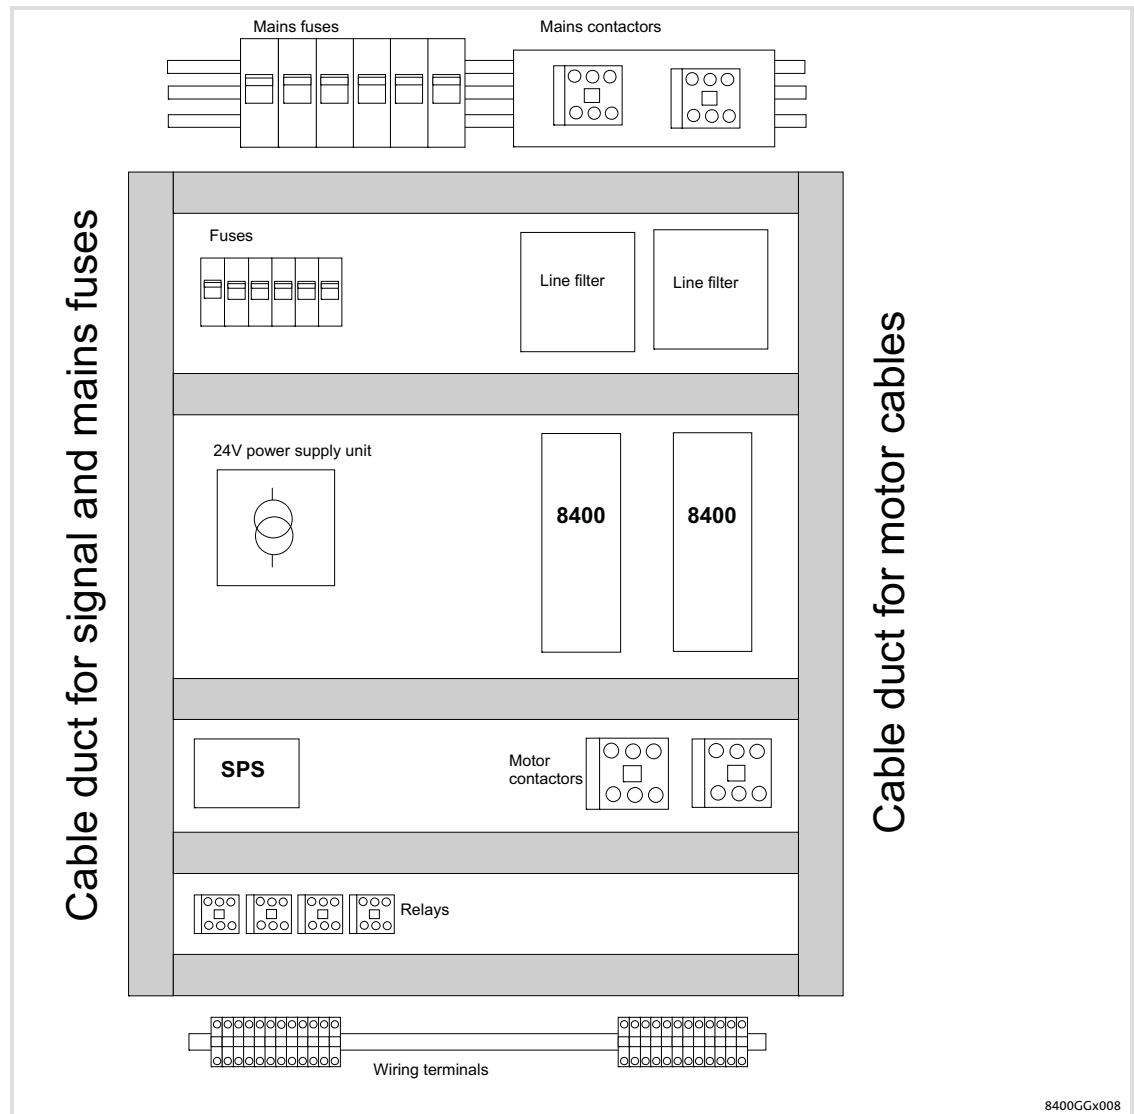 Mains fuses
Mains contactors
Cable duct for signal and mains fuses
Fuses
Line filter
Line filter
Cable duct for motor cables
24V power supply unit
8400
8400
SPS
Motor
contactors
Relays
Wiring terminals
8400GGx008